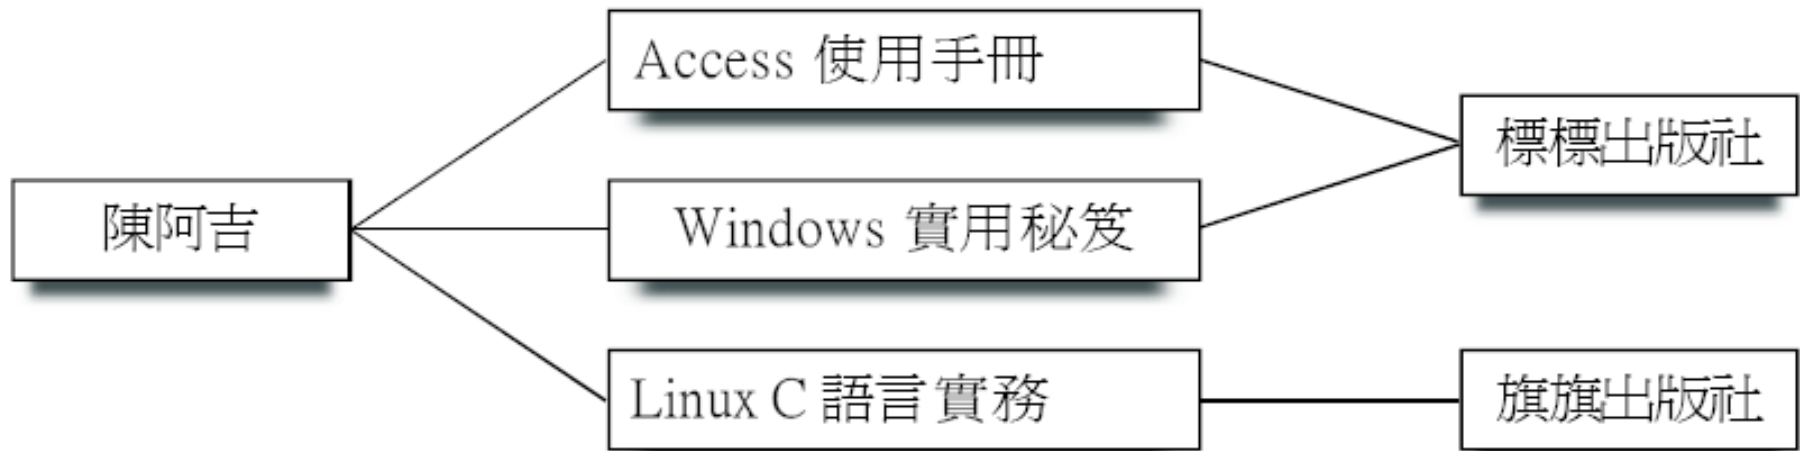 Access 使用手冊
標標出版社
陳阿吉
Windows 實用秘笈
Linux C 語言實務
旗旗出版社